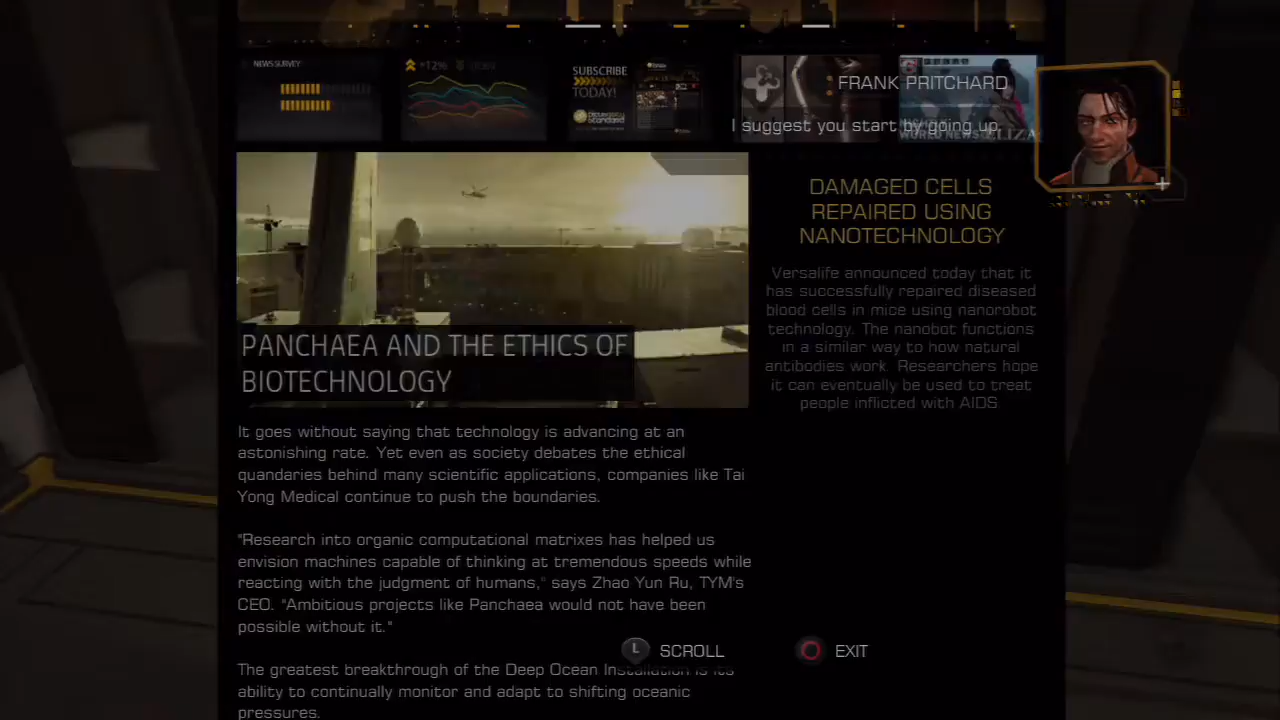 NEWS SURVEY
+12%
SUBSCRIBE
TODAY!
FRANK PRITCHARD
I suggest you start by going up.
WORLD NEWS
ELIZA
DAMAGED CELLS
REPAIRED USING
NANOTECHNOLOGY
Versalife announced today that it
has successfully repaired diseased
blood cells in mice using nanorobot
technology. The nanobot functions
in a similar way to how natural
antibodies work. Researchers hope
it can eventually be used to treat
people inflicted with AIDS.
PANCHAEA AND THE ETHICS OF
BIOTECHNOLOGY
It goes without saying that technology is advancing at an
astonishing rate. Yet even as society debates the ethical
quandaries behind many scientific applications, companies like Tai
Yong Medical continue to push the boundaries.
"Research into organic computational matrixes has helped us
envision machines capable of thinking at tremendous speeds while
reacting with the judgment of humans," says Zhao Yun Ru, TYM's
CEO. "Ambitious projects like Panchaea would not have been
possible without it."
L SCROLL
EXIT
The greatest breakthrough of the Deep Ocean Installation is its
ability to continually monitor and adapt to shifting oceanic
pressures.